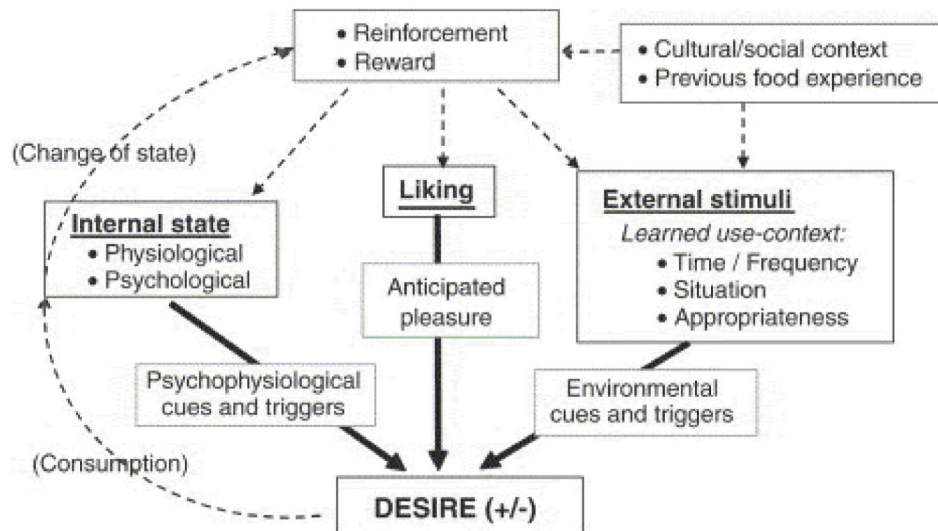 • Reinforcement
• Reward
• Cultural/social context
• Previous food experience
(Change of state)
Liking
Internal state
• Physiological
• Psychological
External stimuli
Learned use-context:
• Time / Frequency
• Situation
• Appropriateness
Anticipated
pleasure
Psychophysiological
cues and triggers
Environmental
cues and triggers
(Consumption)
DESIRE (+/-)